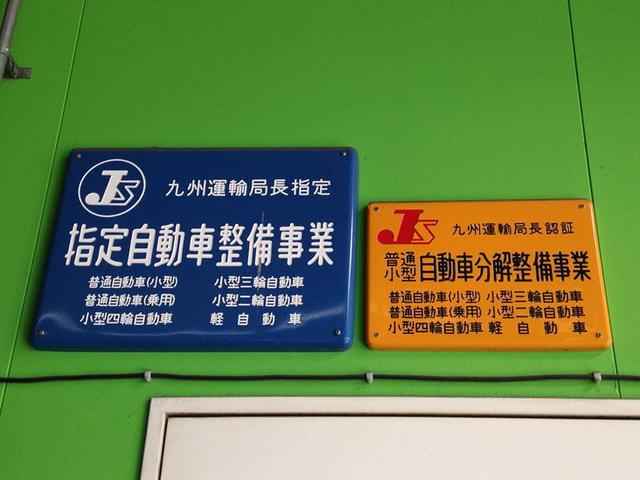 JS 九州運輸局長指定
指定自動車整備事業
普通自動車(小型) 小型三輪自動車
普通自動車(乗用) 小型二輪自動車
小型四輪自動車 軽自動車
JS 九州運輸局長認証
普通小型 自動車分解整備事業
普通自動車(小型) 小型三輪自動車
普通自動車(乗用) 小型二輪自動車
小型四輪自動車 軽自動車